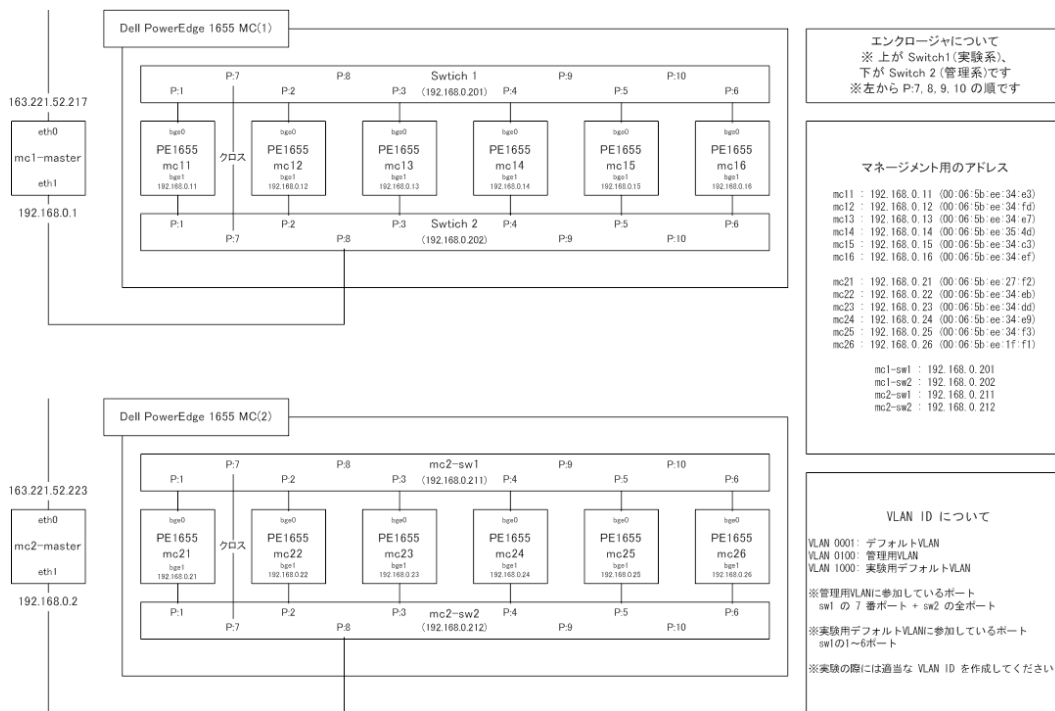 Dell PowerEdge 1655 MC(1)
163.221.52.217
eth0
mc1-master
eth1
192.168.0.1
P:7 P:8 Swtich 1 P:9 P:10
P:1 P:2 P:3 (192.168.0.201) P:4 P:5 P:6
bge0 bge0 bge0 bge0 bge0 bge0
PE1655 クロス PE1655 PE1655 PE1655 PE1655 PE1655
mc11 mc12 mc13 mc14 mc15 mc16
bge1 bge1 bge1 bge1 bge1 bge1
192.168.0.11 192.168.0.12 192.168.0.13 192.168.0.14 192.168.0.15 192.168.0.16
P:1 P:2 P:3 Swtich 2 P:4 P:5 P:6
P:7 P:8 (192.168.0.202) P:9 P:10
Dell PowerEdge 1655 MC(2)
163.221.52.223
eth0
mc2-master
eth1
192.168.0.2
P:7 P:8 mc2-sw1 P:9 P:10
P:1 P:2 P:3 (192.168.0.211) P:4 P:5 P:6
bge0 bge0 bge0 bge0 bge0 bge0
PE1655 クロス PE1655 PE1655 PE1655 PE1655 PE1655
mc21 mc22 mc23 mc24 mc25 mc26
bge1 bge1 bge1 bge1 bge1 bge1
192.168.0.21 192.168.0.22 192.168.0.23 192.168.0.24 192.168.0.25 192.168.0.26
P:1 P:2 P:3 mc2-sw2 P:4 P:5 P:6
P:7 P:8 (192.168.0.212) P:9 P:10
エンクロージャについて
※ 上が Switch1(実験系)、
下が Switch 2 (管理系)です
※左から P:7, 8, 9, 10 の順です
マネージメント用のアドレス
mc11 : 192.168.0.11 (00:06:5b:ee:34:e3)
mc12 : 192.168.0.12 (00:06:5b:ee:34:fd)
mc13 : 192.168.0.13 (00:06:5b:ee:34:e7)
mc14 : 192.168.0.14 (00:06:5b:ee:35:4d)
mc15 : 192.168.0.15 (00:06:5b:ee:34:c3)
mc16 : 192.168.0.16 (00:06:5b:ee:34:ef)
mc21 : 192.168.0.21 (00:06:5b:ee:27:f2)
mc22 : 192.168.0.22 (00:06:5b:ee:34:eb)
mc23 : 192.168.0.23 (00:06:5b:ee:34:dd)
mc24 : 192.168.0.24 (00:06:5b:ee:34:e9)
mc25 : 192.168.0.25 (00:06:5b:ee:34:f3)
mc26 : 192.168.0.26 (00:06:5b:ee:1f:f1)
mc1-sw1 : 192.168.0.201
mc1-sw2 : 192.168.0.202
mc2-sw1 : 192.168.0.211
mc2-sw2 : 192.168.0.212
VLAN ID について
VLAN 0001: デフォルトVLAN
VLAN 0100: 管理用VLAN
VLAN 1000: 実験用デフォルトVLAN
※管理用VLANに参加しているポート
sw1 の 7 番ポート + sw2 の全ポート
※実験用デフォルトVLANに参加しているポート
sw1の1~6ポート
※実験の際には適当な VLAN ID を作成してください